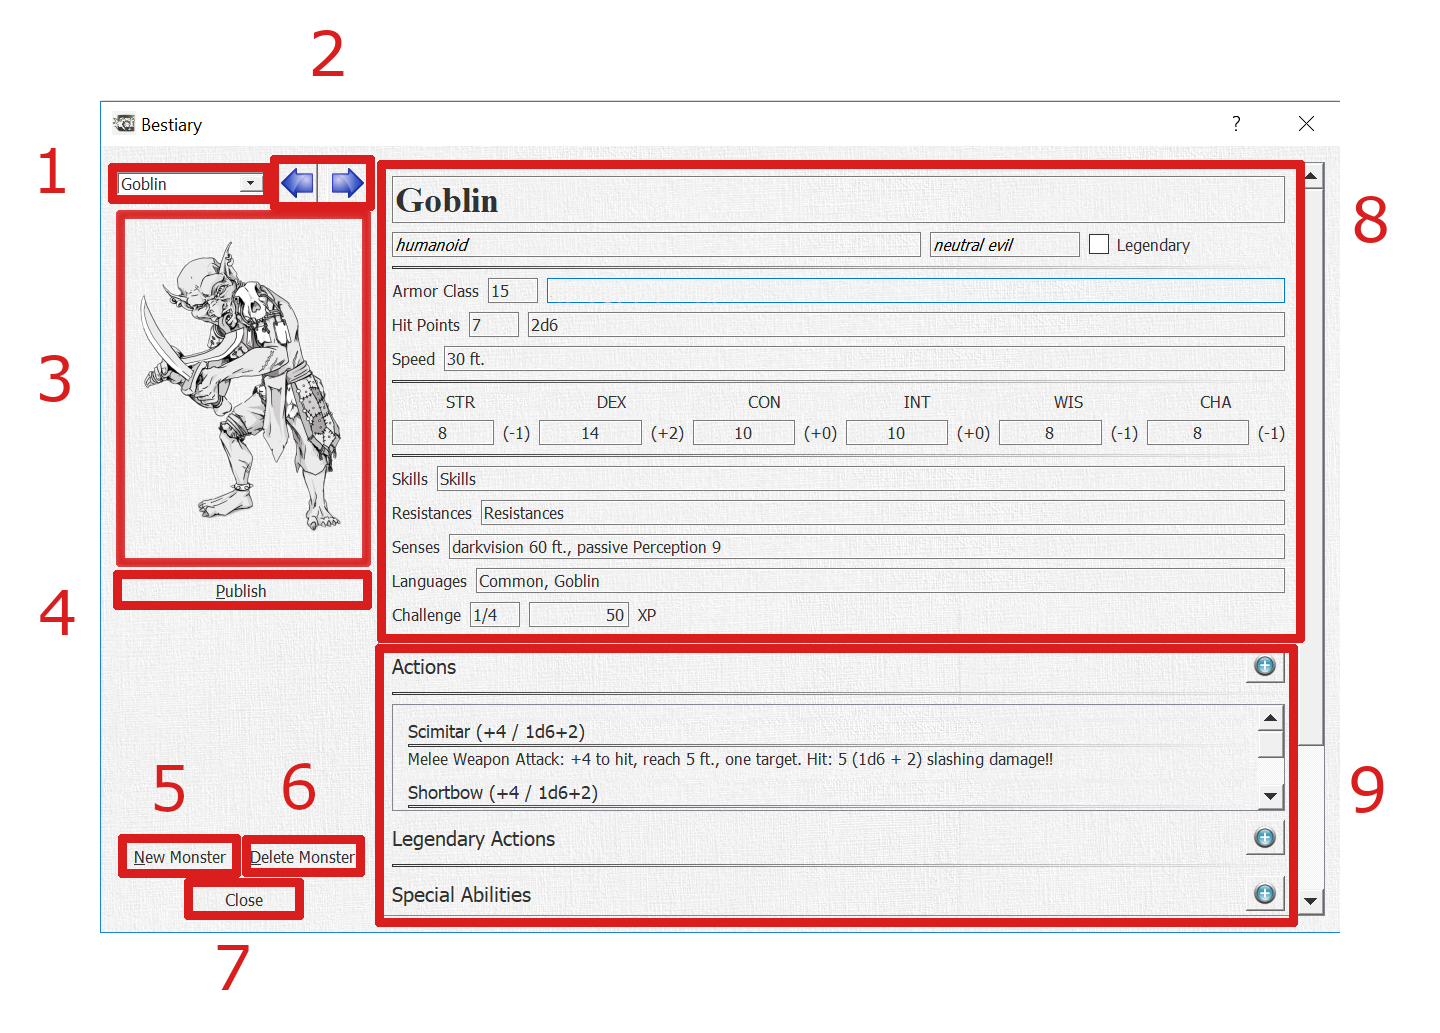 2
Bestiary
?
1
Goblin
Goblin
8
humanoid neutral evil Legendary
Armor Class 15
Hit Points 7 2d6
Speed 30 ft.
3
STR DEX CON INT WIS CHA
8 (-1) 14 (+2) 10 (+0) 10 (+0) 8 (-1) 8 (-1)
Skills Skills
Resistances Resistances
Senses darkvision 60 ft., passive Perception 9
Languages Common, Goblin
Challenge 1/4 50 XP
Publish
4
Actions
Scimitar (+4 / 1d6+2)
Melee Weapon Attack: +4 to hit, reach 5 ft., one target. Hit: 5 (1d6 + 2) slashing damage!!
Shortbow (+4 / 1d6+2)
9
Legendary Actions
Special Abilities
5 6
New Monster Delete Monster
Close
7